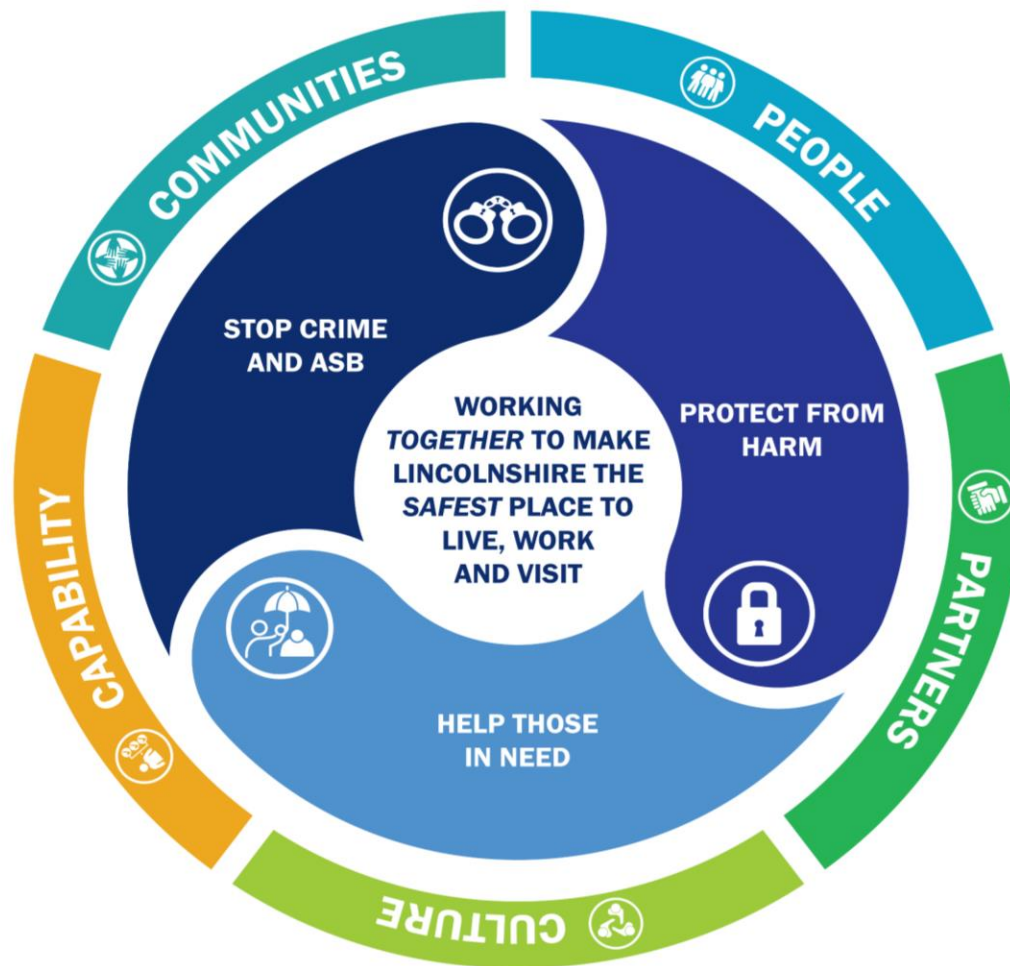 COMMUNITIES
PEOPLE
PARTNERS
CULTURE
CAPABILITY
STOP CRIME
AND ASB
PROTECT FROM
HARM
HELP THOSE
IN NEED
WORKING
TOGETHER TO MAKE
LINCOLNSHIRE THE
SAFEST PLACE TO
LIVE, WORK
AND VISIT